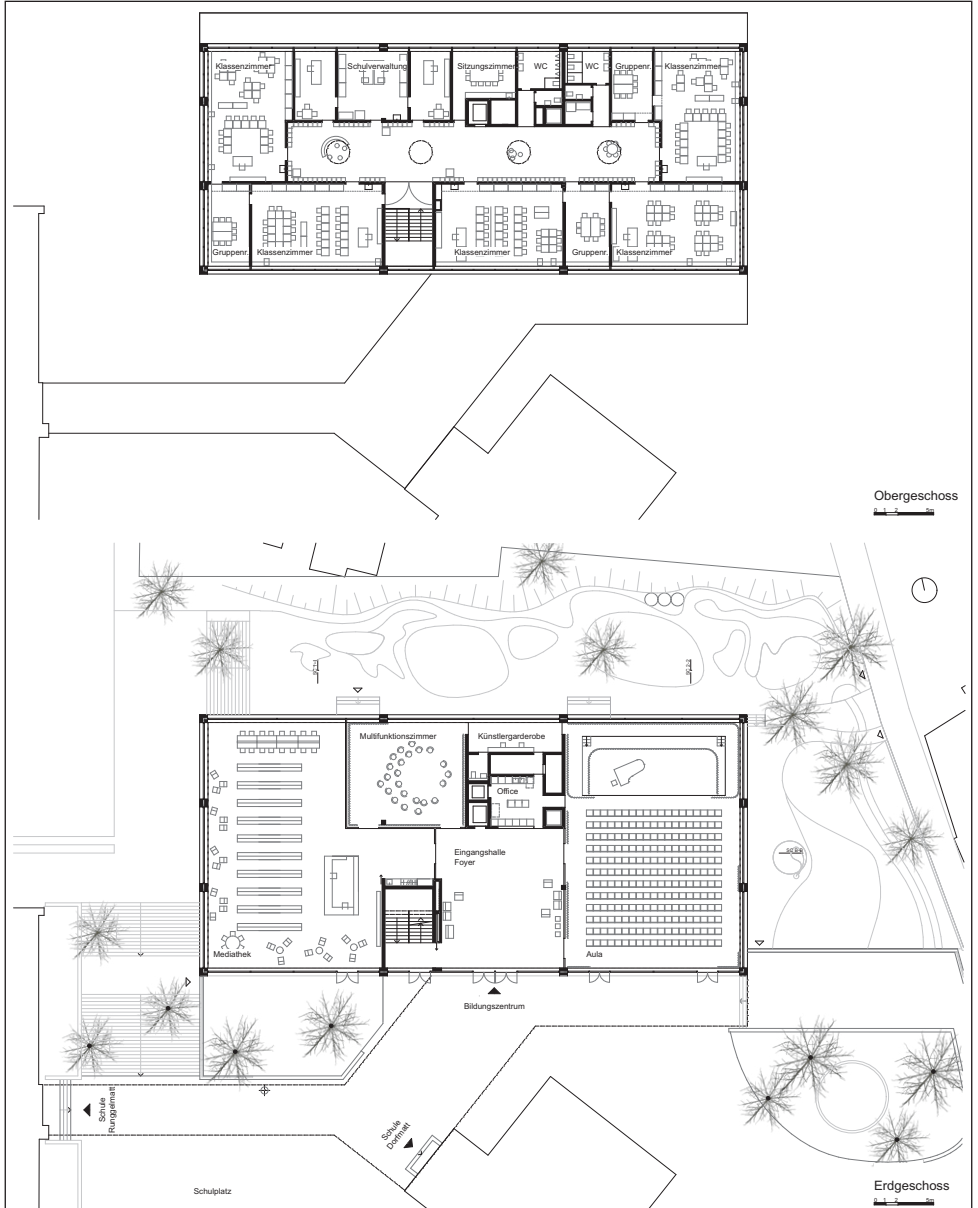 Klassenzimmer
Schulverwaltung
Sitzungszimmer
WC
WC
Gruppenr.
Klassenzimmer
Gruppenr.
Klassenzimmer
Klassenzimmer
Gruppenr.
Klassenzimmer
Obergeschoss
0 1 2 5m
Multifunktionszimmer
Künstlergarderobe
Office
Eingangshalle
Foyer
Mediathek
Aula
Bildungszentrum
Schule
Runggelmatt
Schule
Dorfmatt
Schulplatz
Erdgeschoss
0 1 2 5m